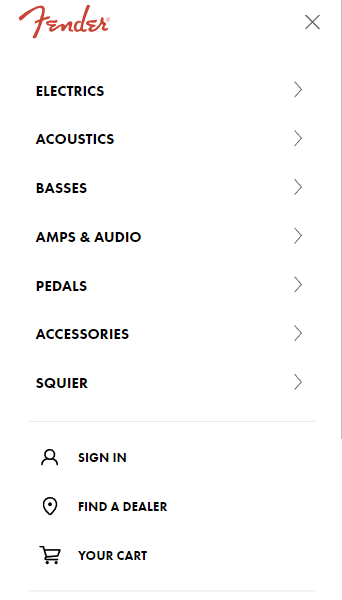 Fender
ELECTRICS
ACOUSTICS
BASSES
AMPS & AUDIO
PEDALS
ACCESSORIES
SQUIER
SIGN IN
FIND A DEALER
YOUR CART